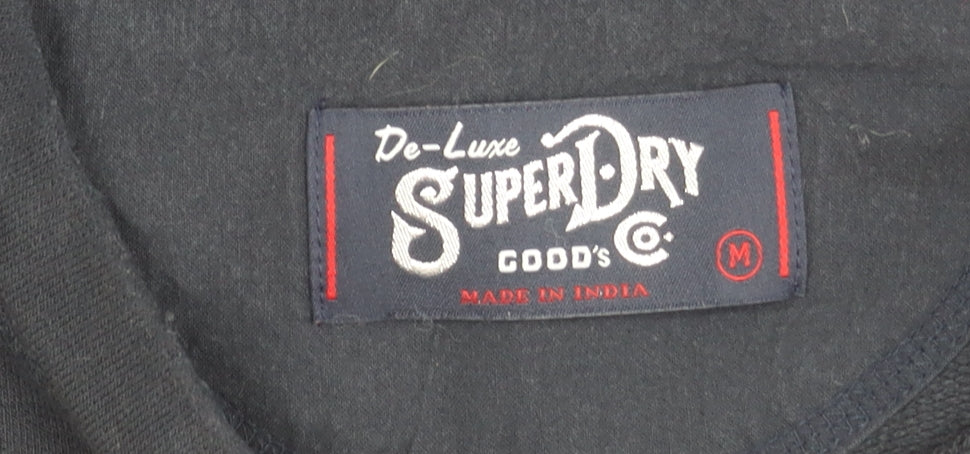 De-Luxe
SUPERDRY
GOOD'S Co.
M
MADE IN INDIA